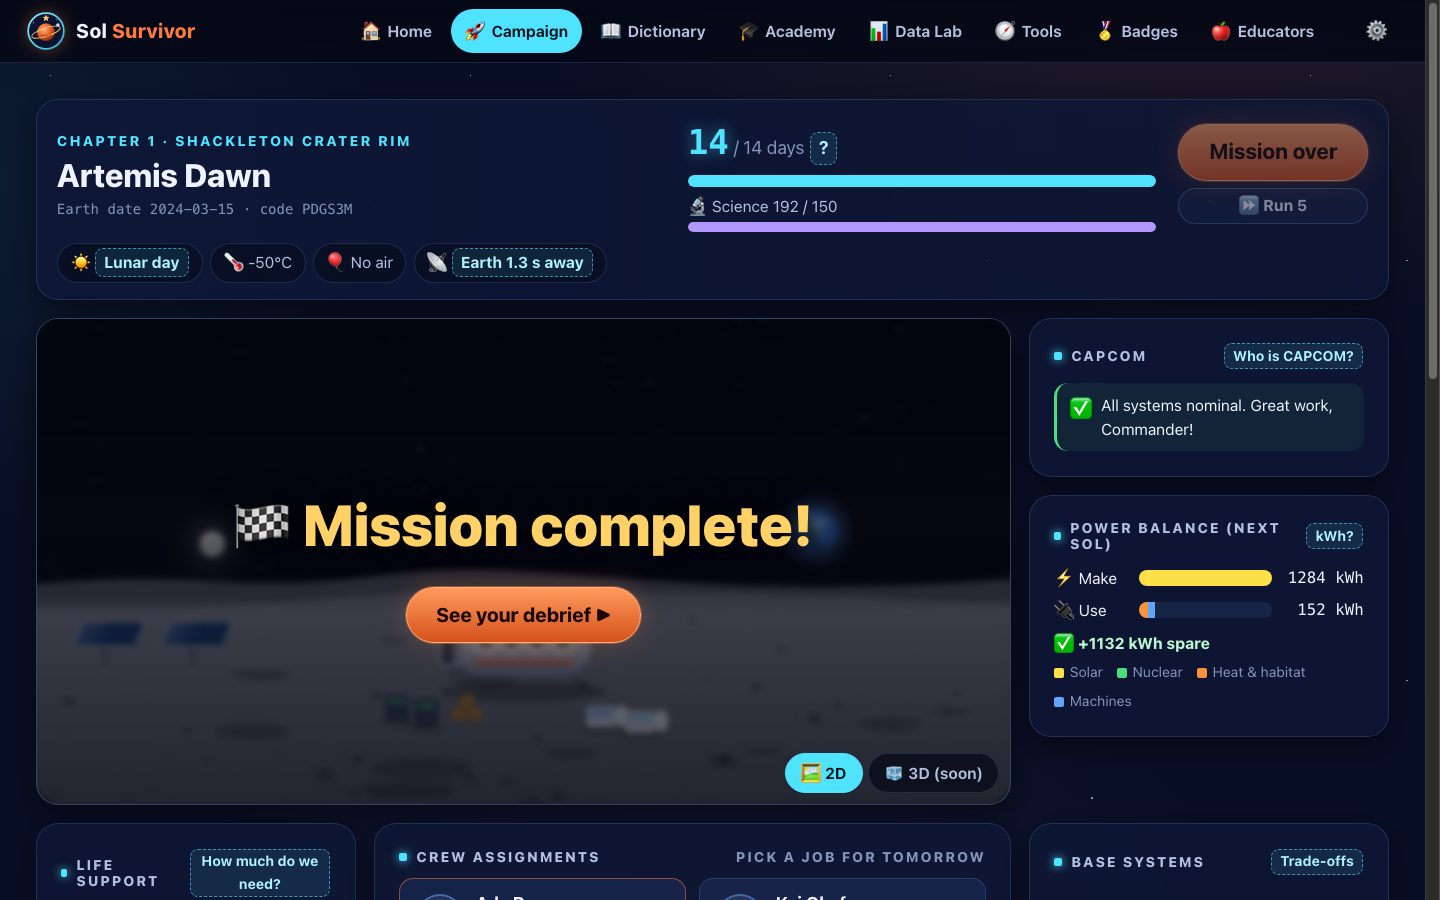 Sol Survivor
Home
Campaign
Dictionary
Academy
Data Lab
Tools
Badges
Educators
CHAPTER 1 · SHACKLETON CRATER RIM
Artemis Dawn
Earth date 2024-03-15 · code PDGS3M
Lunar day
-50°C
No air
Earth 1.3 s away
14 / 14 days ?
Science 192 / 150
Mission over
Run 5
Mission complete!
See your debrief ▶
2D
3D (soon)
CAPCOM
Who is CAPCOM?
All systems nominal. Great work,
Commander!
POWER BALANCE (NEXT
SOL)
kWh?
Make 1284 kWh
Use 152 kWh
+1132 kWh spare
Solar
Nuclear
Heat & habitat
Machines
LIFE
SUPPORT
How much do we
need?
CREW ASSIGNMENTS
PICK A JOB FOR TOMORROW
BASE SYSTEMS
Trade-offs